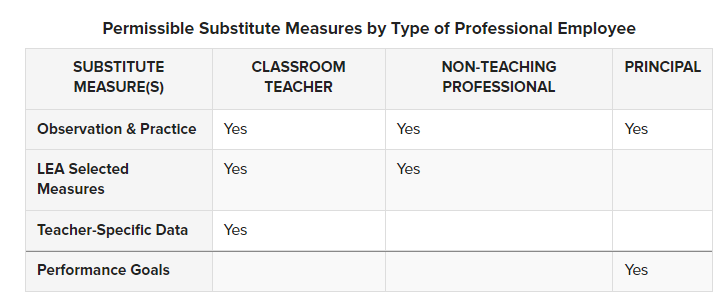 Permissible Substitute Measures by Type of Professional Employee
SUBSTITUTE MEASURE(S) CLASSROOM TEACHER NON-TEACHING PROFESSIONAL PRINCIPAL
Observation & Practice Yes Yes Yes
LEA Selected Measures Yes Yes
Teacher-Specific Data Yes
Performance Goals Yes